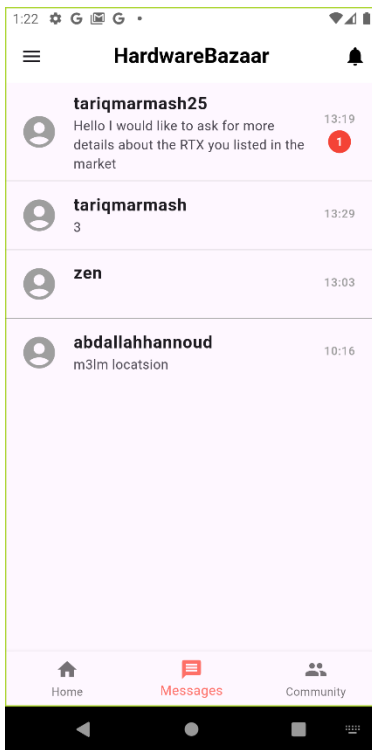 1:22 G G
HardwareBazaar
tariqmarmash25
Hello I would like to ask for more
details about the RTX you listed in the
market
13:19
1
tariqmarmash
3
13:29
zen
13:03
abdallahhannoud
m3lm locatsion
10:16
Home
Messages
Community